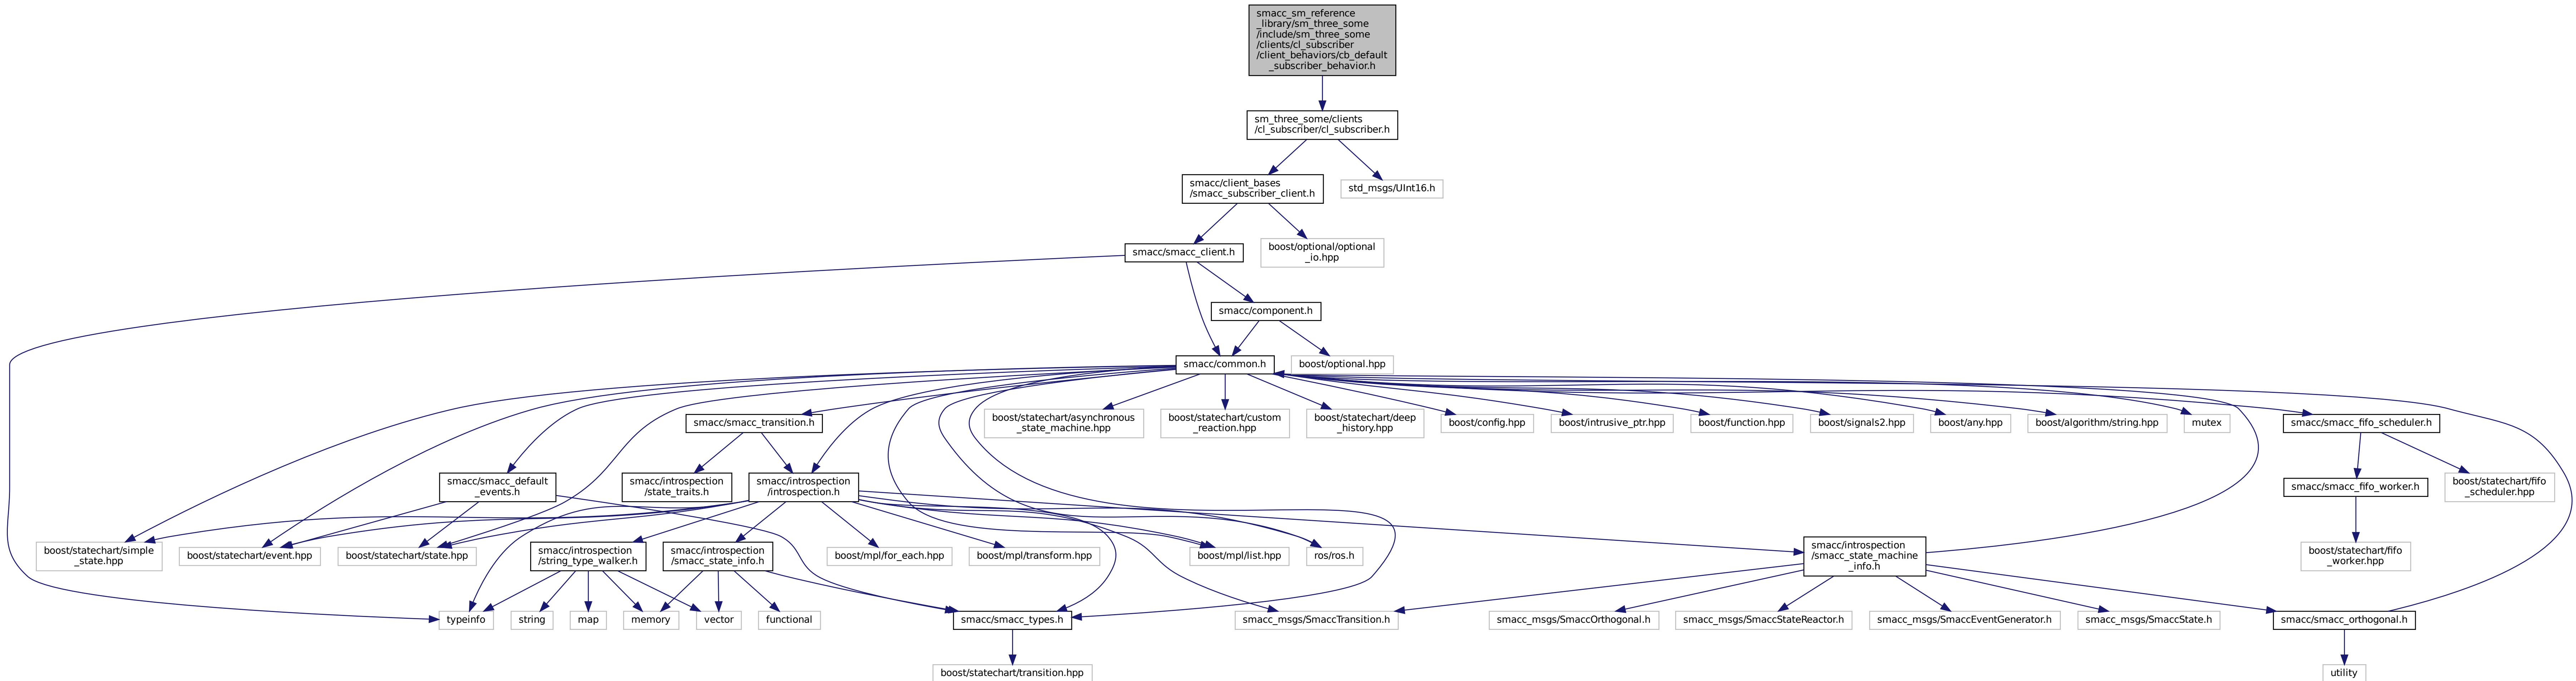 smacc_sm_reference
_library/sm_three_some
/include/sm_three_some
/clients/cl_subscriber
/client_behaviors/cb_default
_subscriber_behavior.h
sm_three_some/clients
/cl_subscriber/cl_subscriber.h
smacc/client_bases
/smacc_subscriber_client.h
std_msgs/UInt16.h
smacc/smacc_client.h
boost/optional/optional
_io.hpp
smacc/component.h
smacc/common.h
boost/optional.hpp
smacc/smacc_transition.h
boost/statechart/asynchronous
_state_machine.hpp
boost/statechart/custom
_reaction.hpp
boost/statechart/deep
_history.hpp
boost/config.hpp
boost/intrusive_ptr.hpp
boost/function.hpp
boost/signals2.hpp
boost/any.hpp
boost/algorithm/string.hpp
mutex
smacc/smacc_fifo_scheduler.h
smacc/smacc_default
_events.h
smacc/introspection
/state_traits.h
smacc/introspection
/introspection.h
smacc/smacc_fifo_worker.h
boost/statechart/fifo
_scheduler.hpp
boost/statechart/simple
_state.hpp
boost/statechart/event.hpp
boost/statechart/state.hpp
smacc/introspection
/string_type_walker.h
smacc/introspection
/smacc_state_info.h
boost/mpl/for_each.hpp
boost/mpl/transform.hpp
boost/mpl/list.hpp
ros/ros.h
smacc/introspection
/smacc_state_machine
_info.h
boost/statechart/fifo
_worker.hpp
typeinfo
string
map
memory
vector
functional
smacc/smacc_types.h
smacc_msgs/SmaccTransition.h
smacc_msgs/SmaccOrthogonal.h
smacc_msgs/SmaccStateReactor.h
smacc_msgs/SmaccEventGenerator.h
smacc_msgs/SmaccState.h
smacc/smacc_orthogonal.h
boost/statechart/transition.hpp
utility